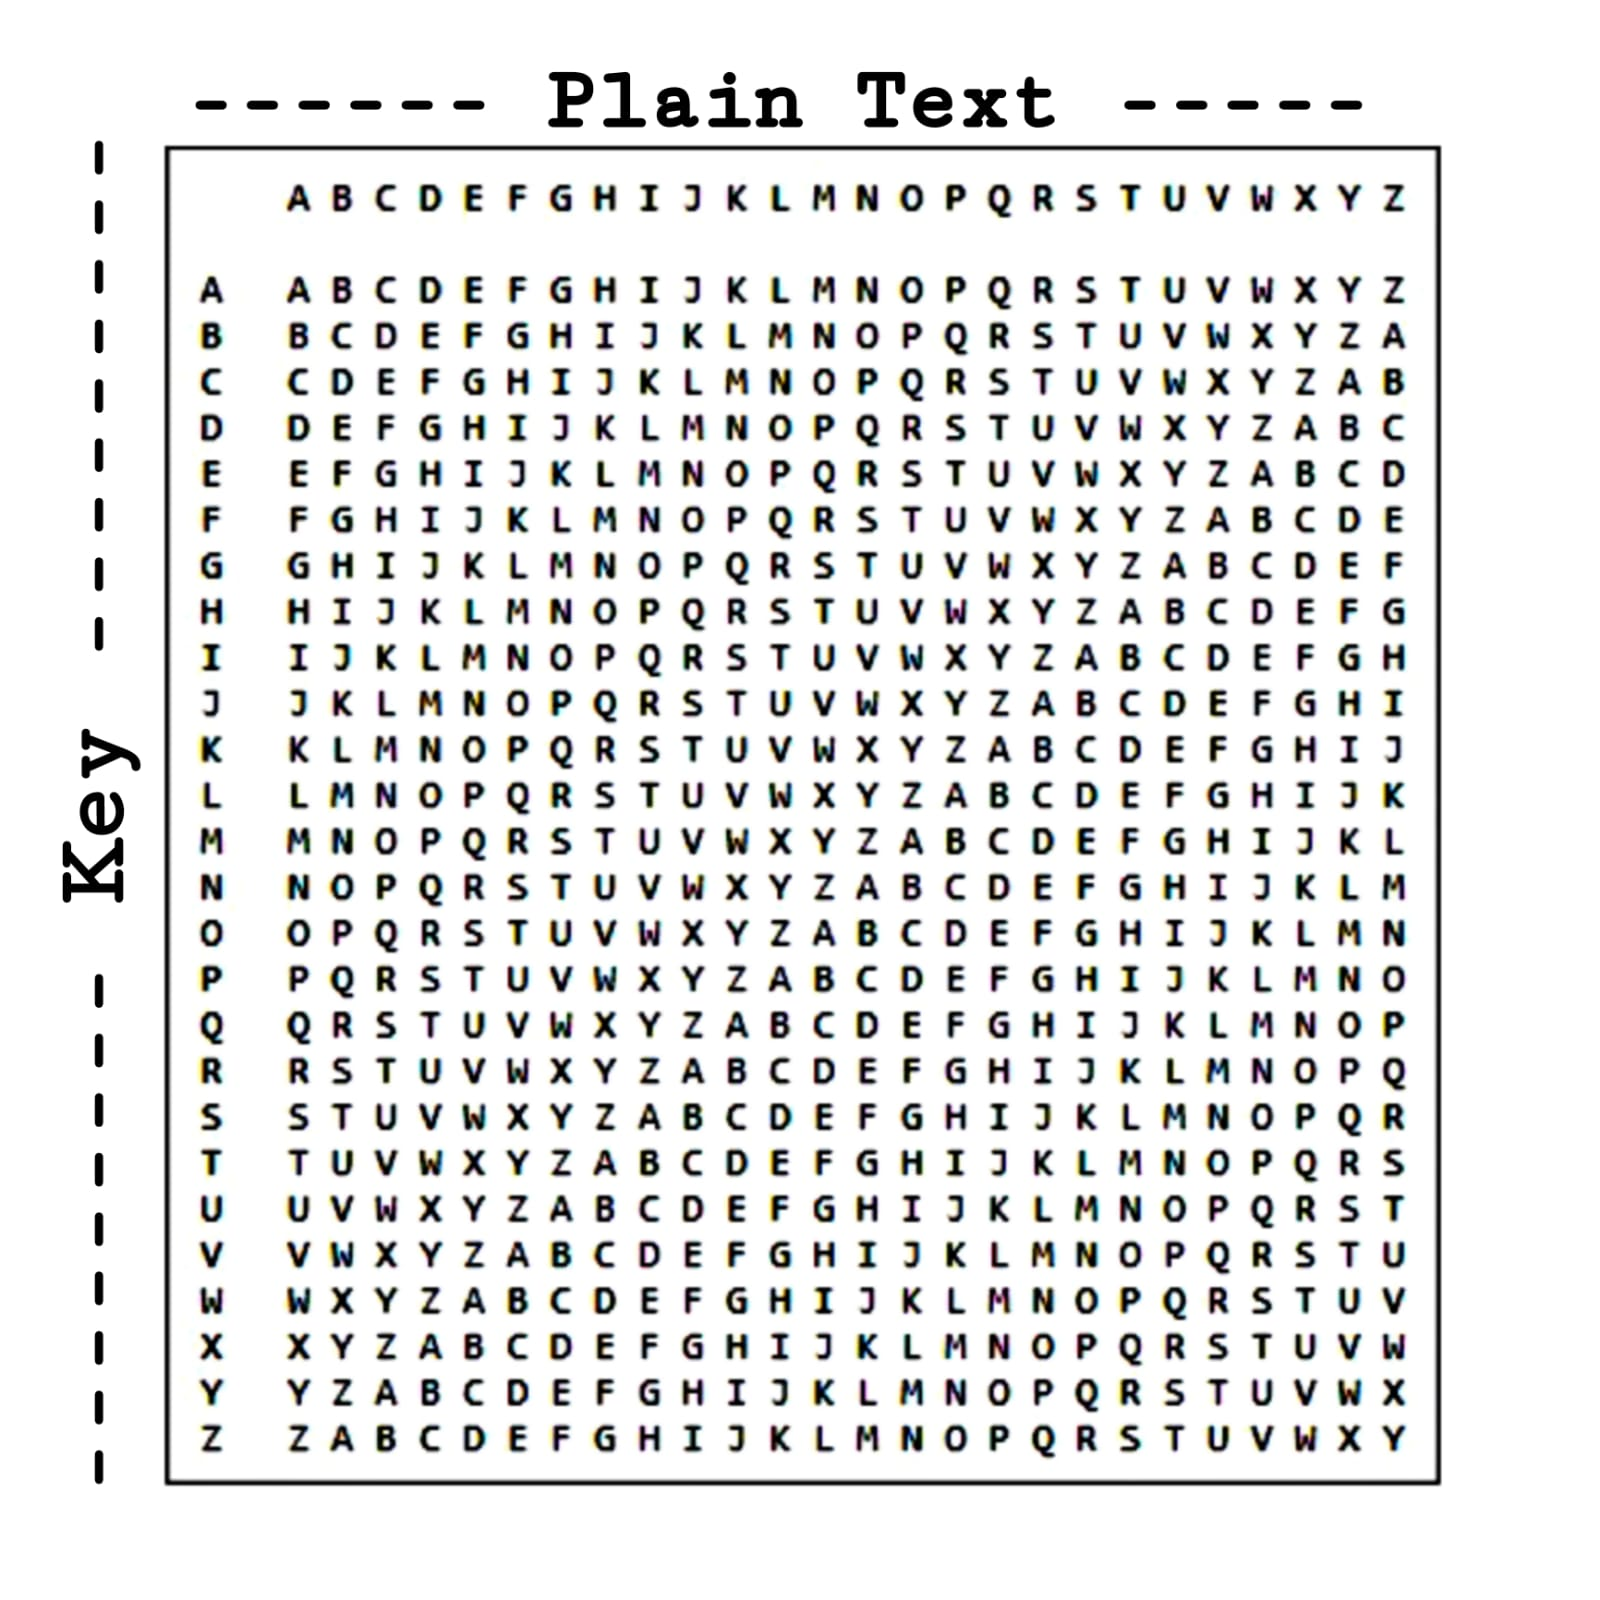 ------ Plain Text -----
A B C D E F G H I J K L M N O P Q R S T U V W X Y Z
A A B C D E F G H I J K L M N O P Q R S T U V W X Y Z
B B C D E F G H I J K L M N O P Q R S T U V W X Y Z A
C C D E F G H I J K L M N O P Q R S T U V W X Y Z A B
D D E F G H I J K L M N O P Q R S T U V W X Y Z A B C
E E F G H I J K L M N O P Q R S T U V W X Y Z A B C D
F F G H I J K L M N O P Q R S T U V W X Y Z A B C D E
G G H I J K L M N O P Q R S T U V W X Y Z A B C D E F
H H I J K L M N O P Q R S T U V W X Y Z A B C D E F G
I I J K L M N O P Q R S T U V W X Y Z A B C D E F G H
J J K L M N O P Q R S T U V W X Y Z A B C D E F G H I
K K L M N O P Q R S T U V W X Y Z A B C D E F G H I J
L L M N O P Q R S T U V W X Y Z A B C D E F G H I J K
M M N O P Q R S T U V W X Y Z A B C D E F G H I J K L
N N O P Q R S T U V W X Y Z A B C D E F G H I J K L M
O O P Q R S T U V W X Y Z A B C D E F G H I J K L M N
P P Q R S T U V W X Y Z A B C D E F G H I J K L M N O
Q Q R S T U V W X Y Z A B C D E F G H I J K L M N O P
R R S T U V W X Y Z A B C D E F G H I J K L M N O P Q
S S T U V W X Y Z A B C D E F G H I J K L M N O P Q R
T T U V W X Y Z A B C D E F G H I J K L M N O P Q R S
U U V W X Y Z A B C D E F G H I J K L M N O P Q R S T
V V W X Y Z A B C D E F G H I J K L M N O P Q R S T U
W W X Y Z A B C D E F G H I J K L M N O P Q R S T U V
X X Y Z A B C D E F G H I J K L M N O P Q R S T U V W
Y Y Z A B C D E F G H I J K L M N O P Q R S T U V W X
Z Z A B C D E F G H I J K L M N O P Q R S T U V W X Y
--------- Key ---------